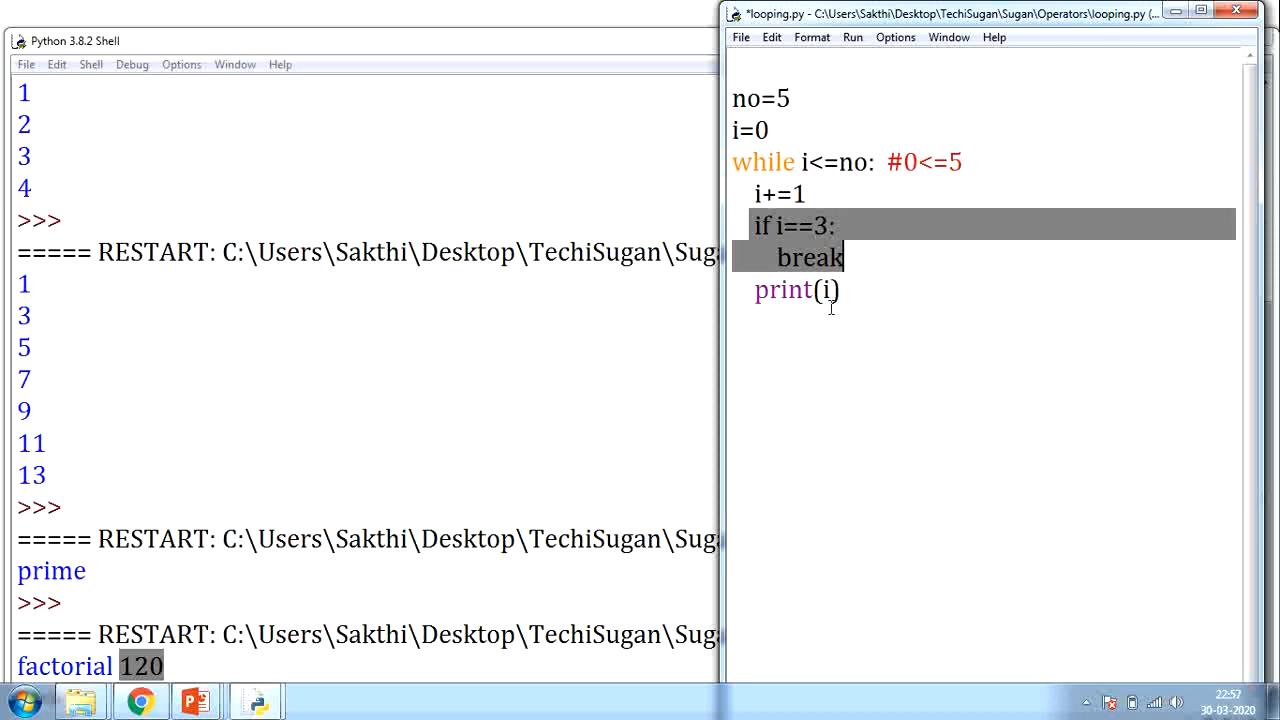 Python 3.8.2 Shell
File Edit Shell Debug Options Window Help
1
2
3
4
>>>
===== RESTART: C:\Users\Sakthi\Desktop\TechiSugan\Suga
1
3
5
7
9
11
13
>>>
===== RESTART: C:\Users\Sakthi\Desktop\TechiSugan\Suga
prime
>>>
===== RESTART: C:\Users\Sakthi\Desktop\TechiSugan\Suga
factorial 120
*looping.py - C:\Users\Sakthi\Desktop\TechiSugan\Sugan\Operators\looping.py (...
File Edit Format Run Options Window Help
no=5
i=0
while i<=no:  #0<=5
    i+=1
    if i==3:
        break
    print(i)
22:57
30-03-2020